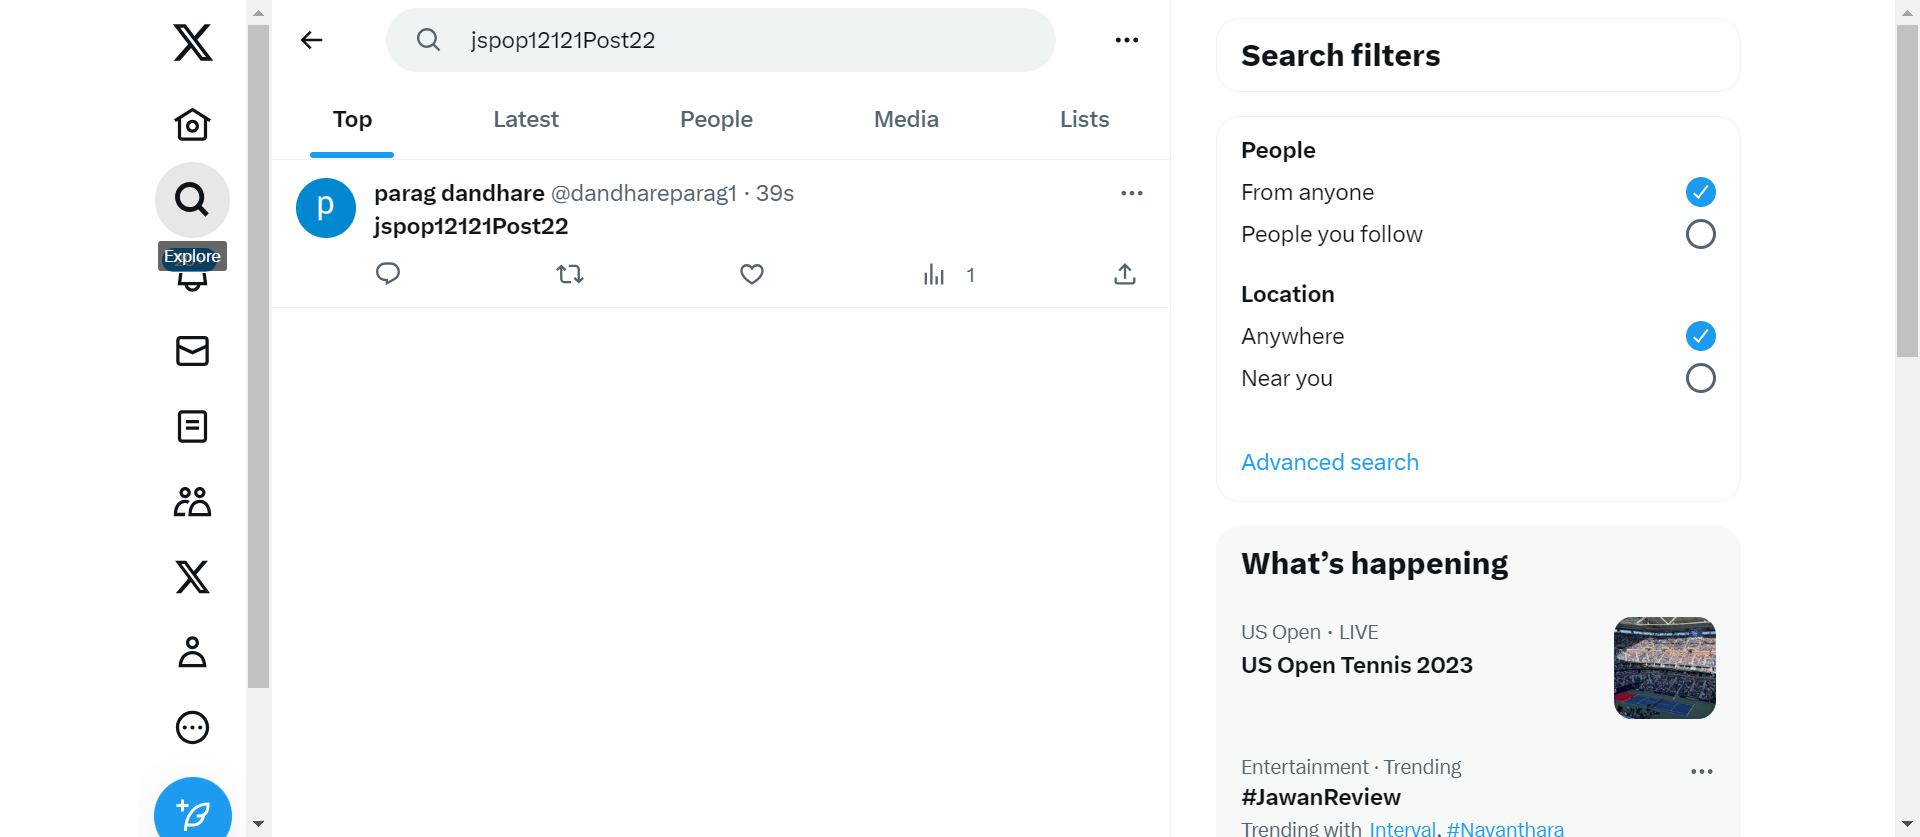 jspop12121Post22
Top
Latest
People
Media
Lists
Explore
p
parag dandhare @dandhareparag1 · 39s
jspop12121Post22
1
Search filters
People
From anyone
People you follow
Location
Anywhere
Near you
Advanced search
What’s happening
US Open · LIVE
US Open Tennis 2023
Entertainment · Trending
#JawanReview
Trending with Interval, #Nayanthara